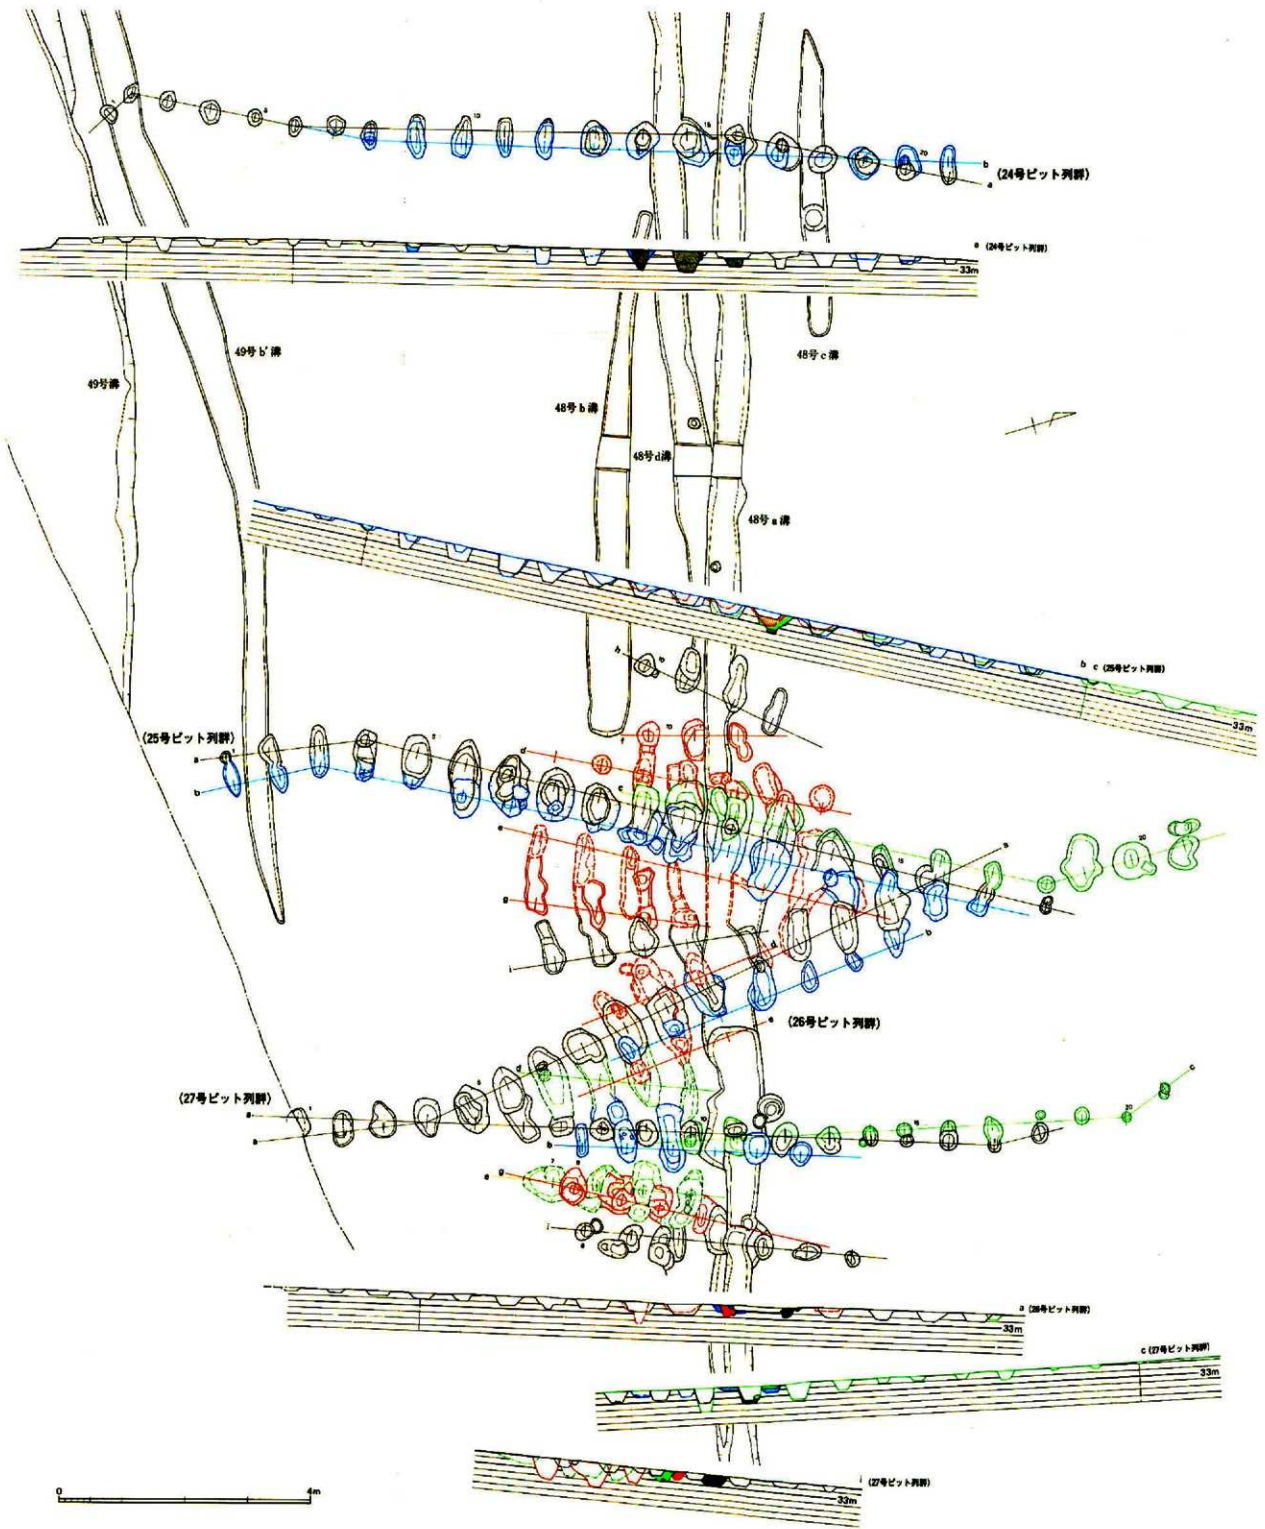 b
(24号ピット列群)
a
a (24号ピット列群)
33m
49号b'溝
48号c溝
49号溝
48号b溝
48号d溝
48号a溝
b c (25号ピット列群)
33m
h
(25号ピット列群)
a
b
d'
f
c
e
20
a
g
b
i
d
e
(26号ピット列群)
(27号ピット列群)
d'
c
a
a
20
b
g
e
j
a (26号ピット列群)
33m
c (27号ピット列群)
33m
(27号ピット列群)
33m
0
4m